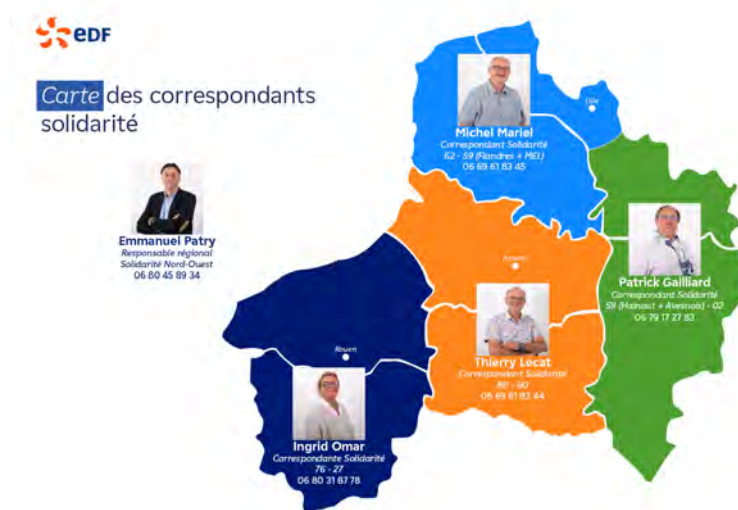 eDF
Carte des correspondants
solidarité
Lille
Michel Mariel
Correspondant Solidarité
62 - 59 (Flandres + MEL)
06 69 61 83 45
Emmanuel Patry
Responsable régional
Solidarité Nord-Ouest
06 80 45 89 34
Patrick Gailliard
Correspondant Solidarité
59 (Hainaut + Avesnois) - 02
06 79 17 27 83
Amiens
Thierry Lecat
Correspondant Solidarité
80 - 60
06 69 61 83 44
Rouen
Ingrid Omar
Correspondante Solidarité
76 - 27
06 80 31 87 78